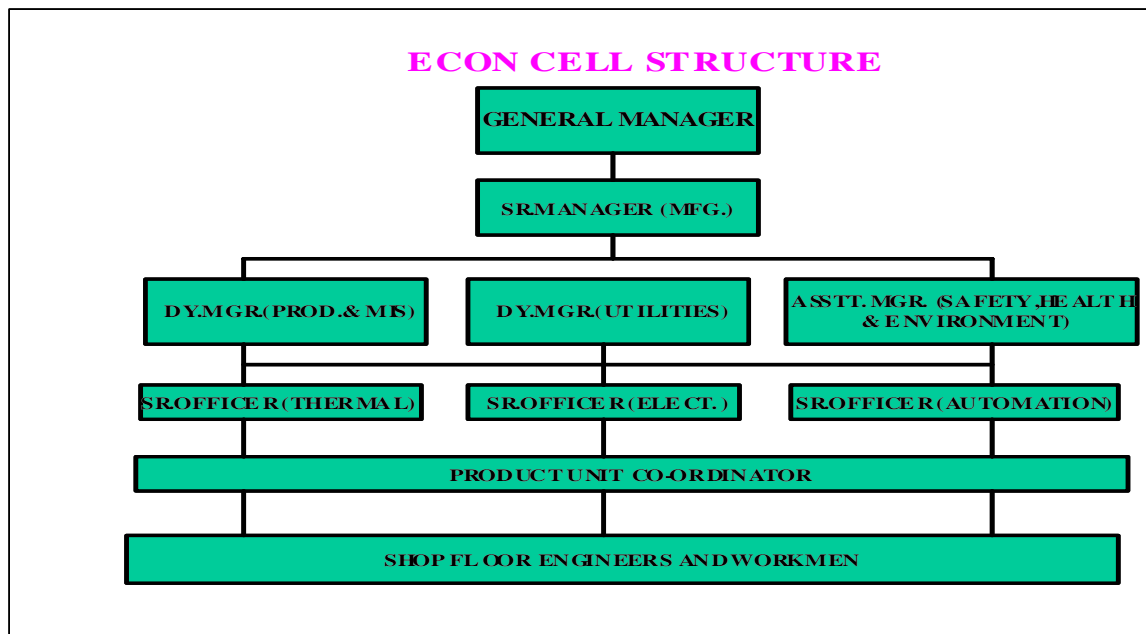 ECON CELL STRUCTURE
GENERAL MANAGER
SR.MANAGER (MFG.)
DY.MGR.(PROD.& MIS)
DY.MGR.(UTILITIES)
ASSTT. MGR. (SAFETY,HEALTH
& ENVIRONMENT)
SR.OFFICER (THERMAL)
SR.OFFICER (ELECT.)
SR.OFFICER (AUTOMATION)
PRODUCT UNIT CO-ORDINATOR
SHOP FLOOR ENGINEERS AND WORKMEN